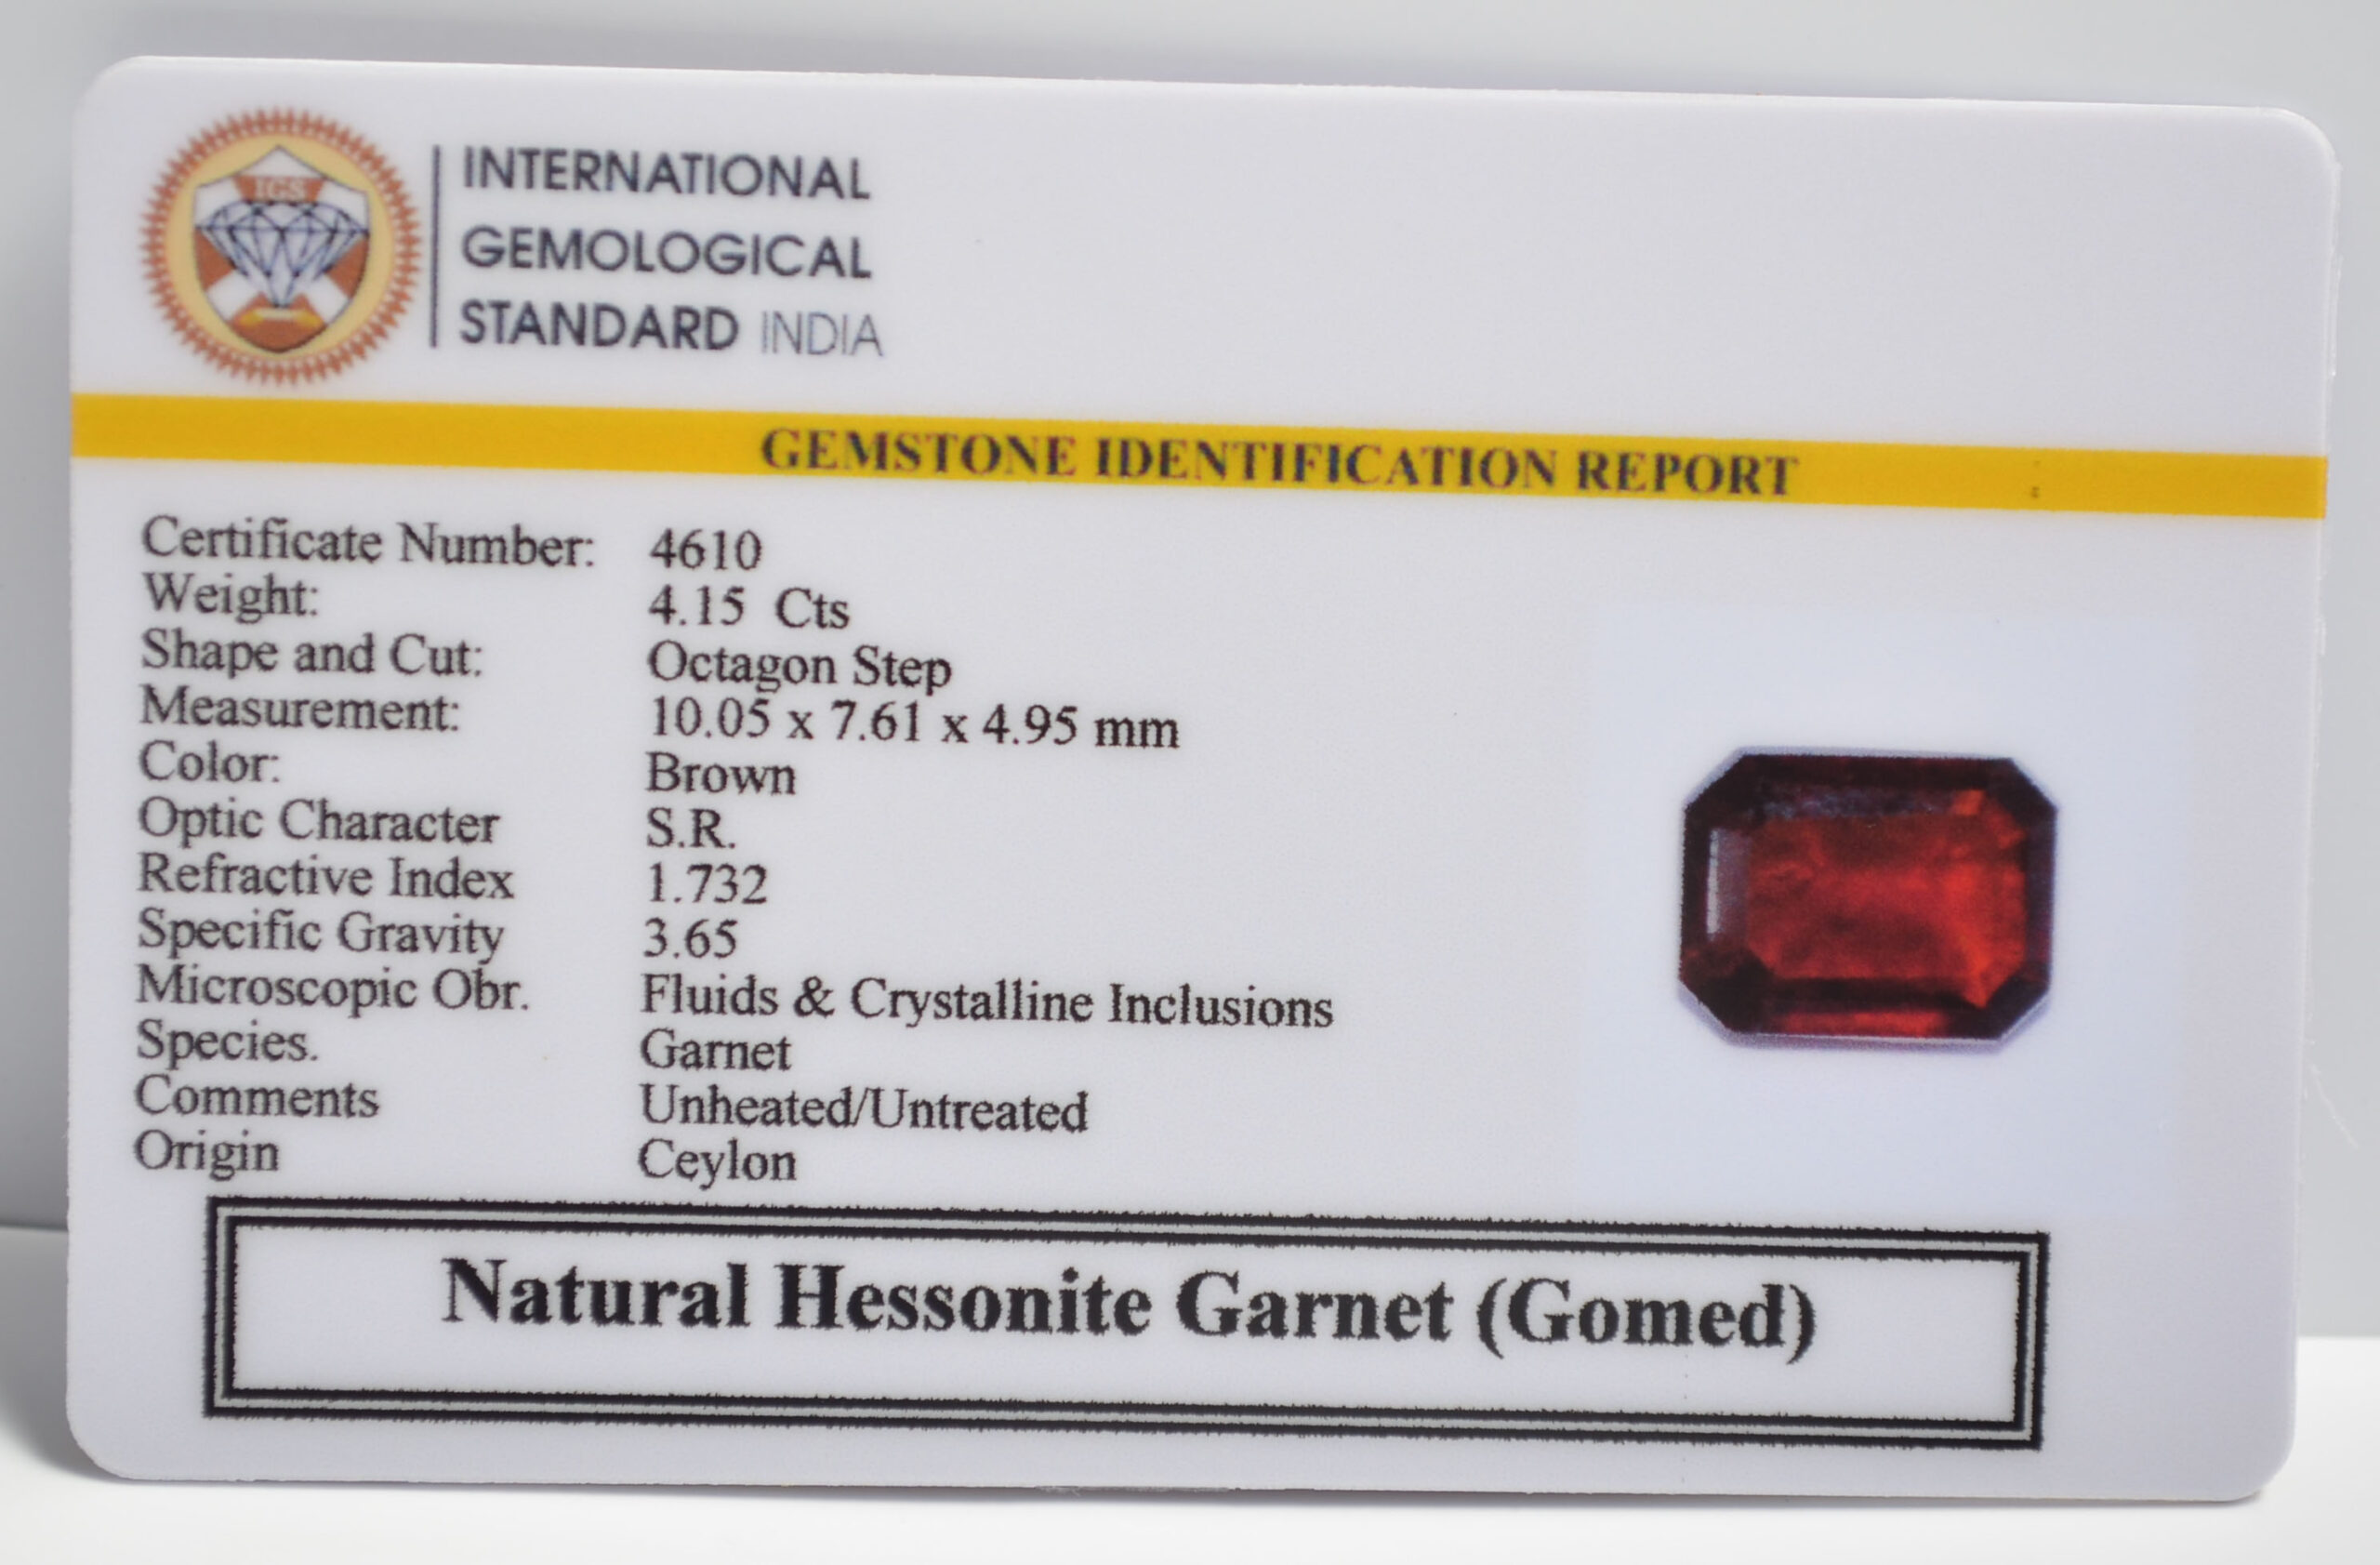 IGS
INTERNATIONAL
GEMOLOGICAL
STANDARD INDIA
GEMSTONE IDENTIFICATION REPORT
Certificate Number: 4610
Weight: 4.15 Cts
Shape and Cut: Octagon Step
Measurement: 10.05 x 7.61 x 4.95 mm
Color: Brown
Optic Character S.R.
Refractive Index 1.732
Specific Gravity 3.65
Microscopic Obr. Fluids & Crystalline Inclusions
Species. Garnet
Comments Unheated/Untreated
Origin Ceylon
Natural Hessonite Garnet (Gomed)